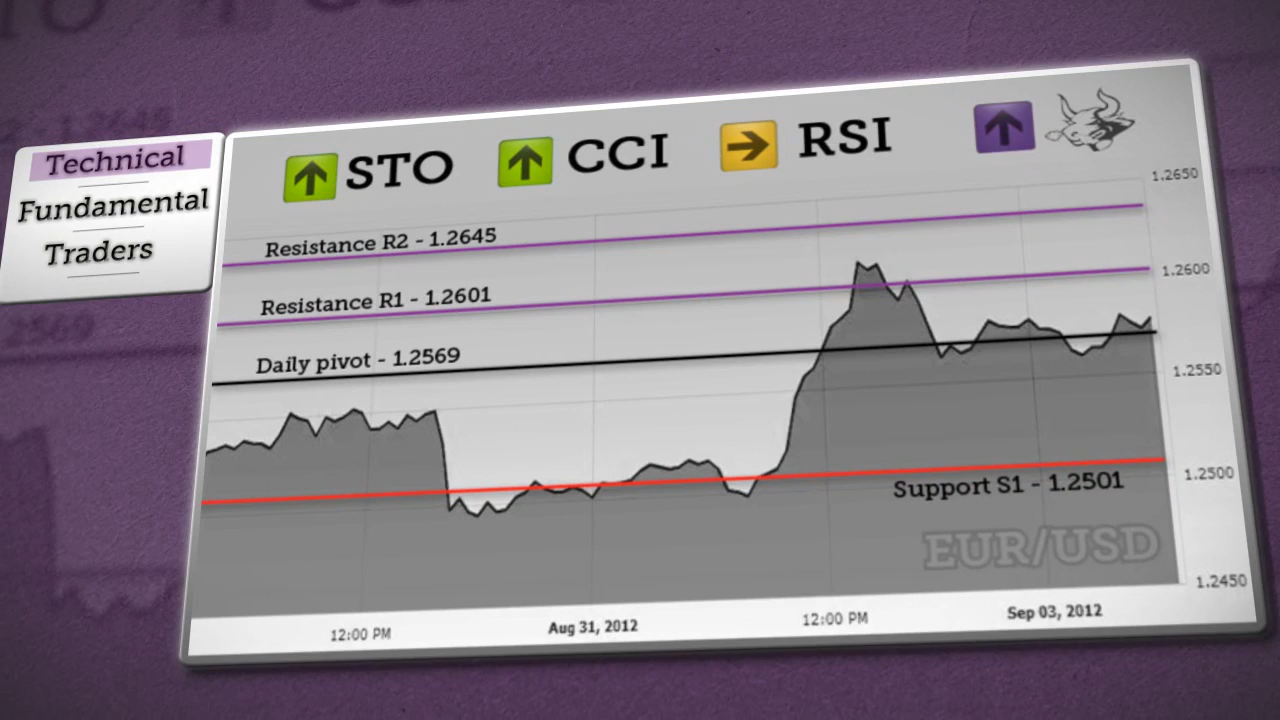 Technical
Fundamental
Traders
STO
CCI
RSI
Resistance R2 - 1.2645
Resistance R1 - 1.2601
Daily pivot - 1.2569
Support S1 - 1.2501
EUR/USD
1.2650
1.2600
1.2550
1.2500
1.2450
12:00 PM
Aug 31, 2012
12:00 PM
Sep 03, 2012
2569